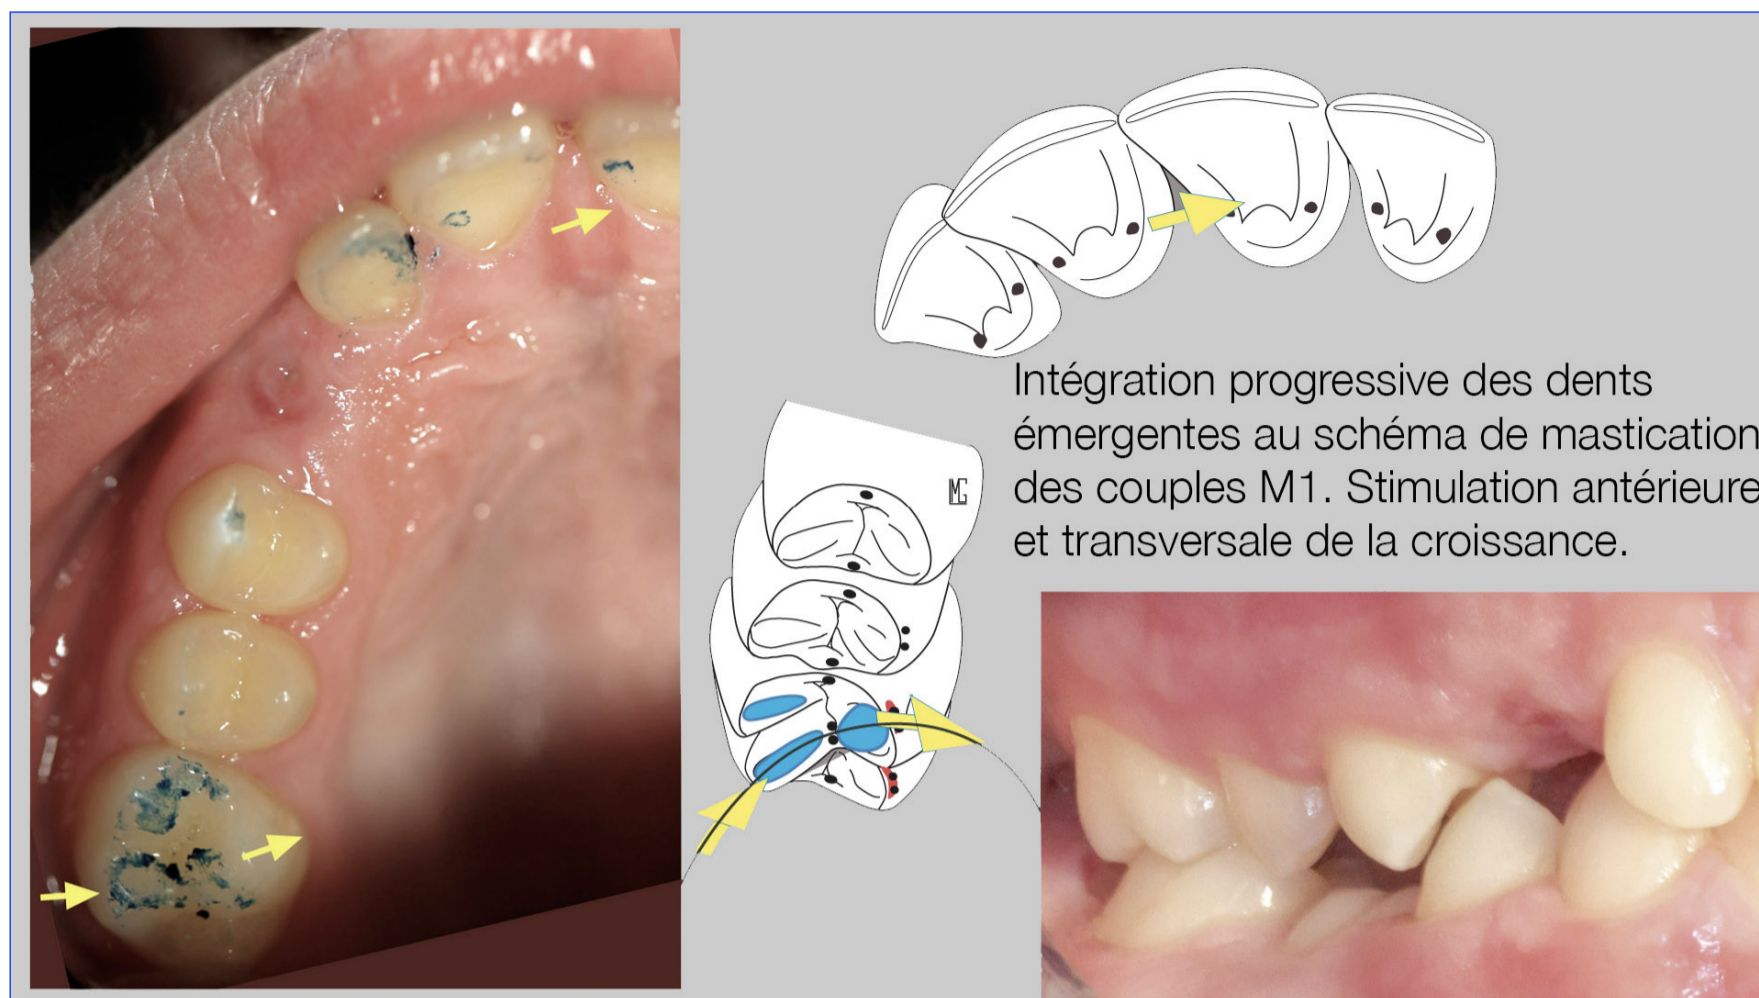 Intégration progressive des dents
émergentes au schéma de mastication
des couples M1. Stimulation antérieure
et transversale de la croissance.